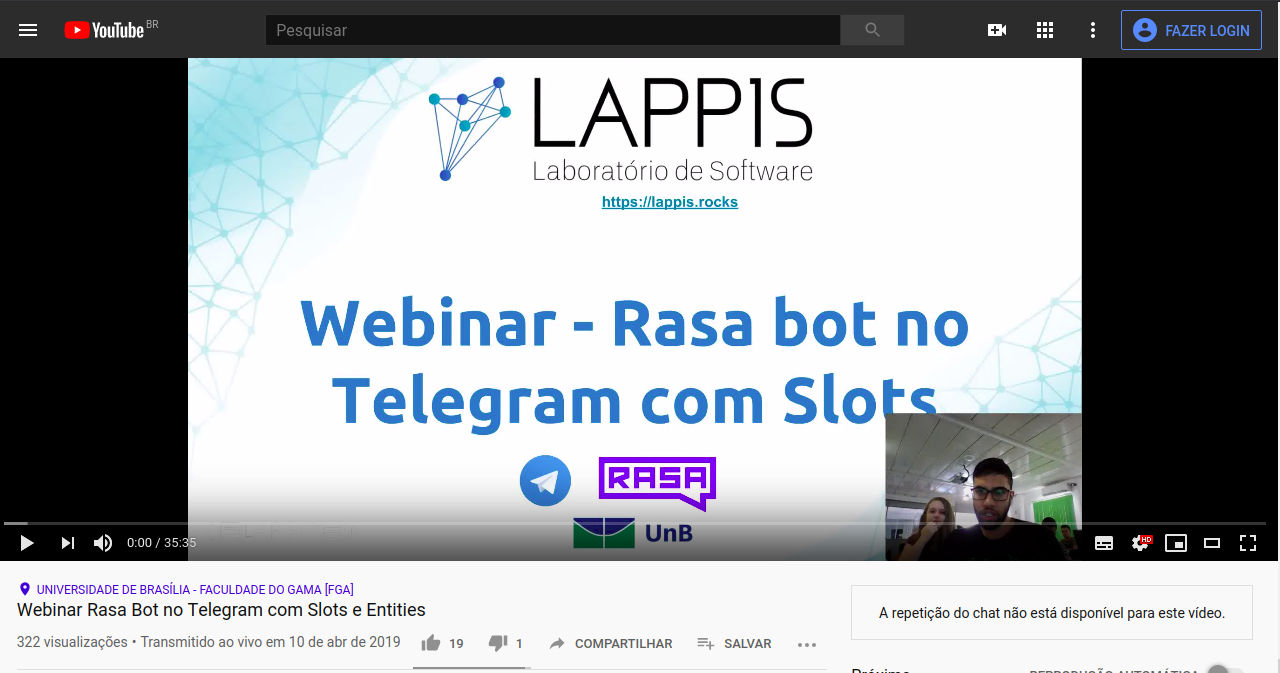 YouTube BR
Pesquisar
FAZER LOGIN
LAPPIS
Laboratório de Software
https://lappis.rocks
Webinar - Rasa bot no
Telegram com Slots
RASA
UnB
0:00 / 35:35
HD
UNIVERSIDADE DE BRASÍLIA - FACULDADE DO GAMA [FGA]
Webinar Rasa Bot no Telegram com Slots e Entities
322 visualizações • Transmitido ao vivo em 10 de abr de 2019
19
1
COMPARTILHAR
SALVAR
A repetição do chat não está disponível para este vídeo.
Próximo
REPRODUÇÃO AUTOMÁTICA